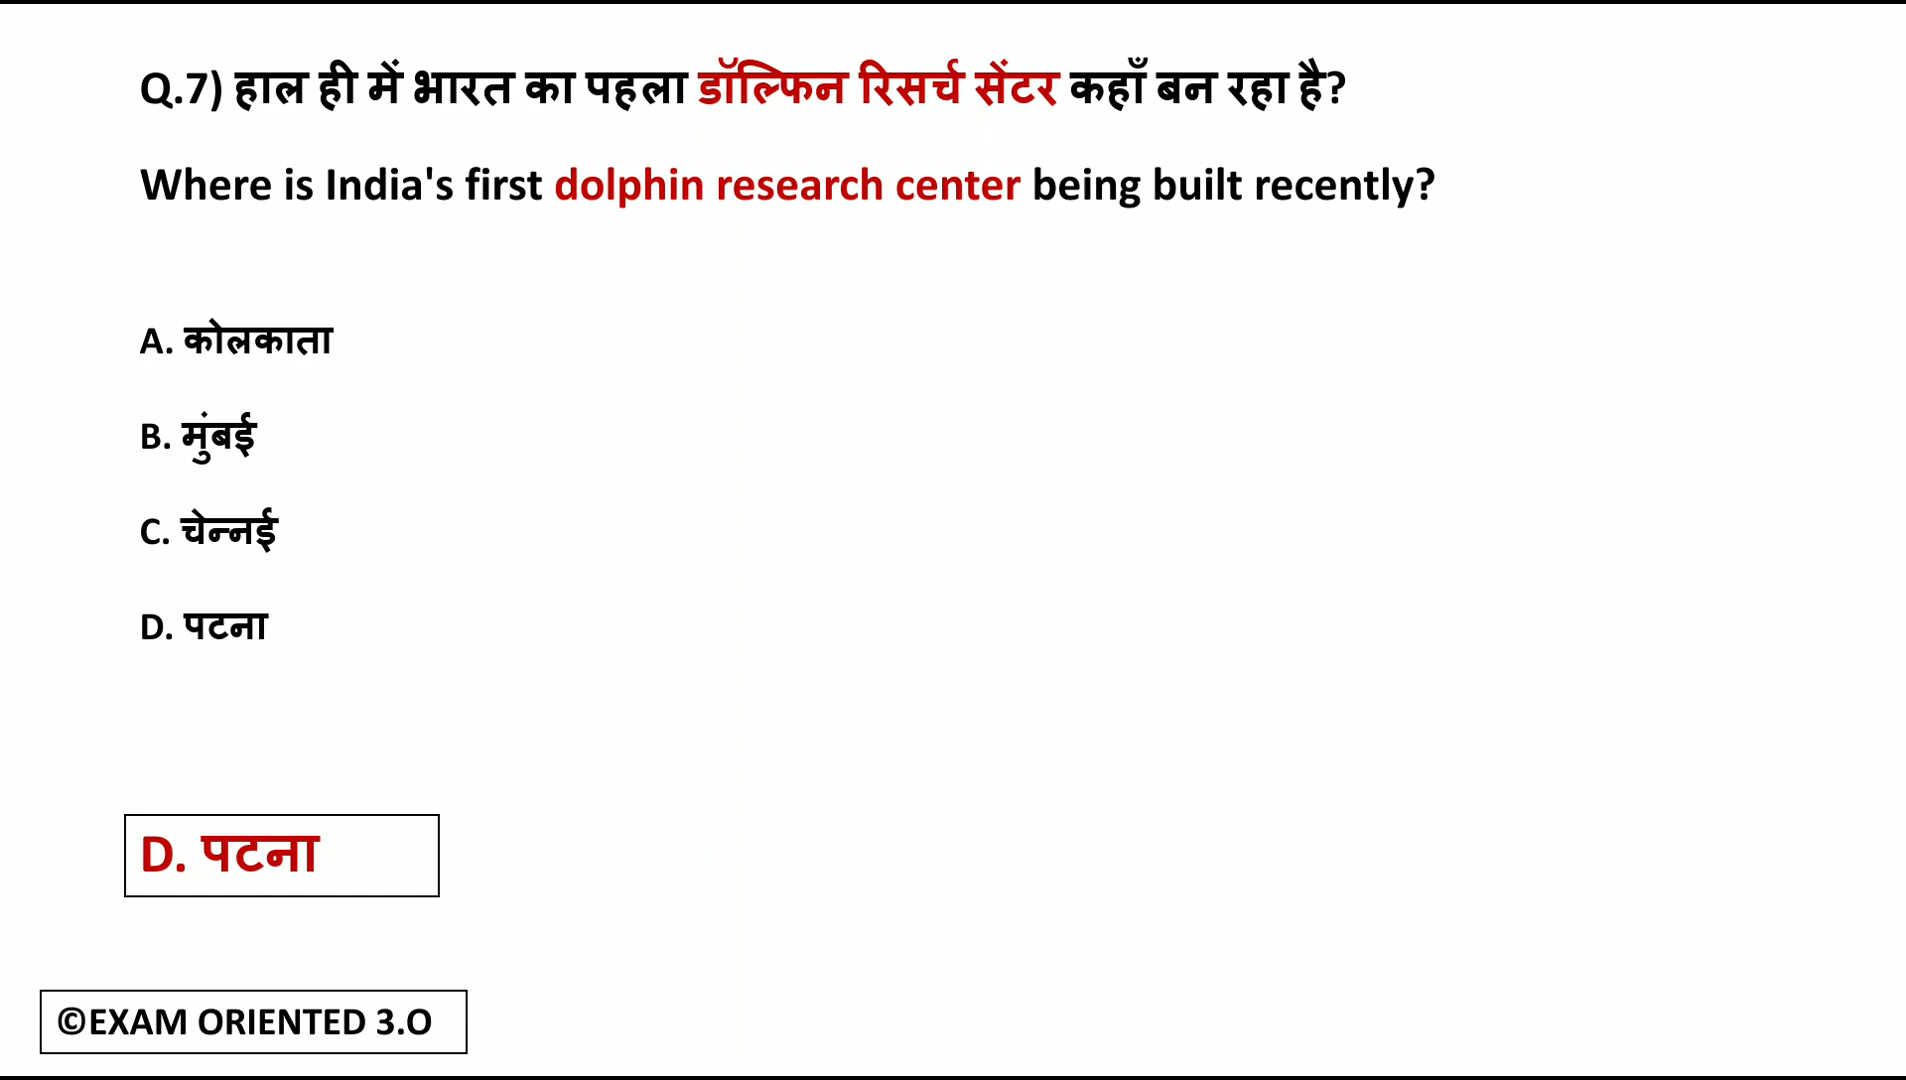 Q.7) हाल ही में भारत का पहला डॉल्फिन रिसर्च सेंटर कहाँ बन रहा है?
Where is India's first dolphin research center being built recently?
A. कोलकाता
B. मुंबई
C. चेन्नई
D. पटना
D. पटना
©EXAM ORIENTED 3.O